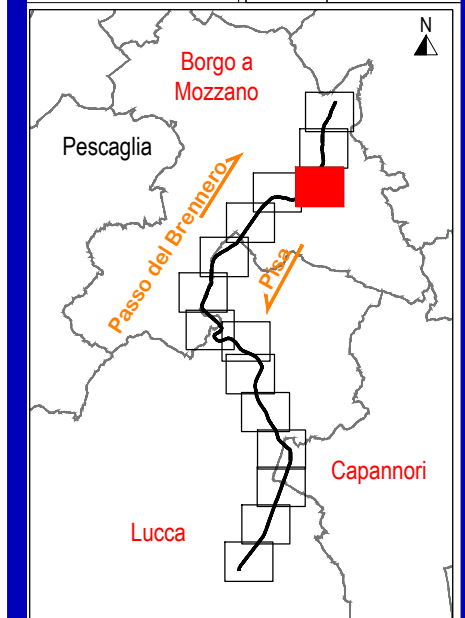 N
Borgo a
Mozzano
Pescaglia
Passo del Brennero
Pisa
Capannori
Lucca